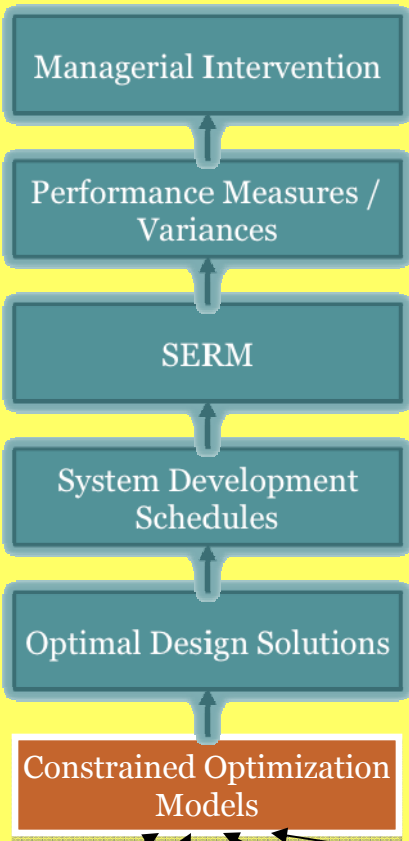 Managerial Intervention
Performance Measures /
Variances
SERM
System Development
Schedules
Optimal Design Solutions
Constrained Optimization
Models